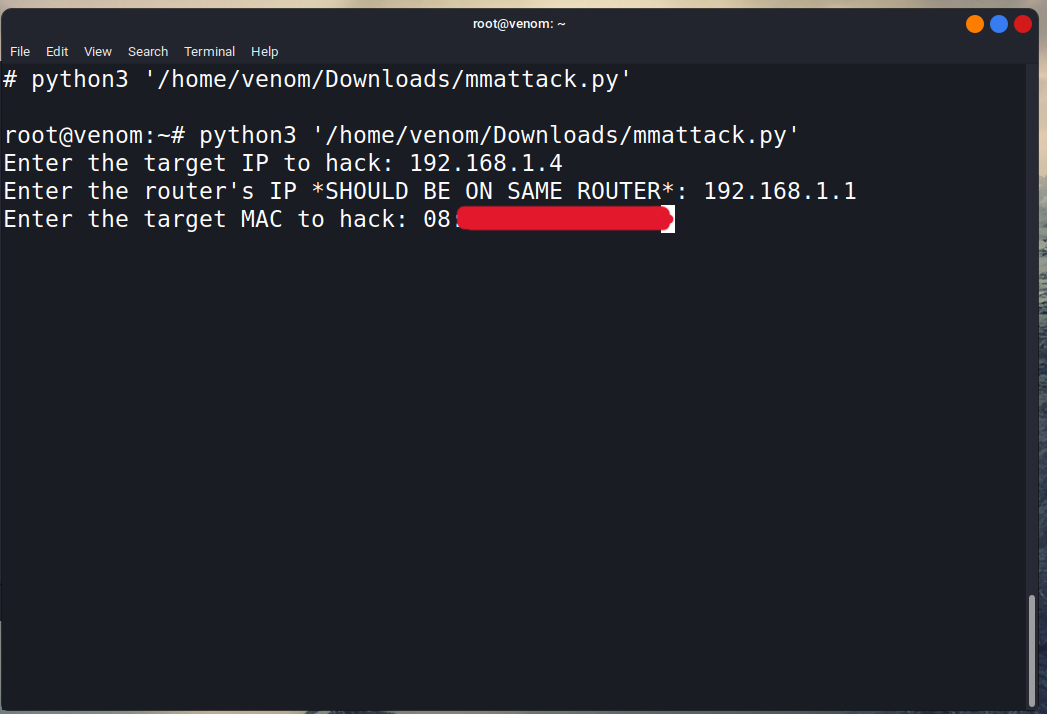 root@venom: ~
File Edit View Search Terminal Help
# python3 '/home/venom/Downloads/mmattack.py'
root@venom:~# python3 '/home/venom/Downloads/mmattack.py'
Enter the target IP to hack: 192.168.1.4
Enter the router's IP *SHOULD BE ON SAME ROUTER*: 192.168.1.1
Enter the target MAC to hack: 08: